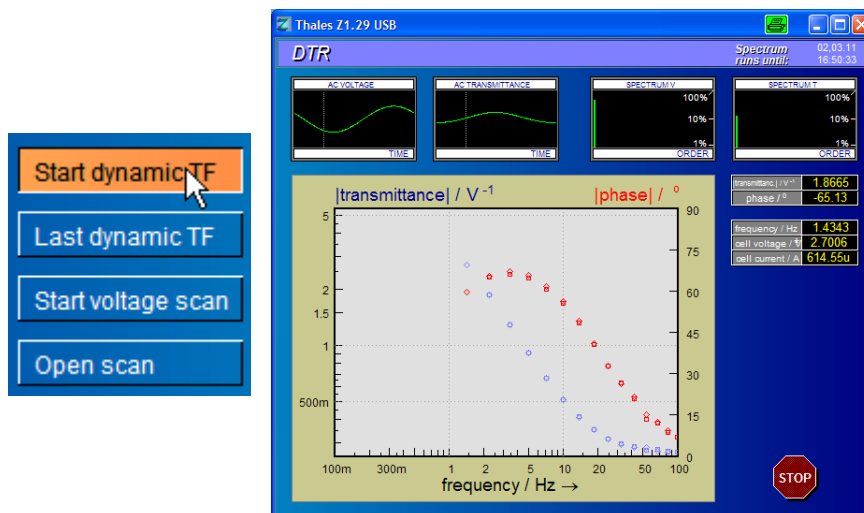 Start dynamic TF
Last dynamic TF
Start voltage scan
Open scan
Thales Z1.29 USB
DTR
Spectrum runs until:
02,03.11
16:50:33
AC VOLTAGE
TIME
AC TRANSMITTANCE
TIME
SPECTRUM V
100%
10%
1%
ORDER
SPECTRUM T
100%
10%
1%
ORDER
|transmittance| / V⁻¹
|phase| / °
5
2
1.5
1
500m
90
75
60
45
30
15
0
100m 300m 1 2 5 10 20 50 100
frequency / Hz →
|transmittanc.| / V⁻¹ 1.8665
phase / ° -65.13
frequency / Hz 1.4343
cell voltage / V 2.7006
cell current / A 614.55u
STOP